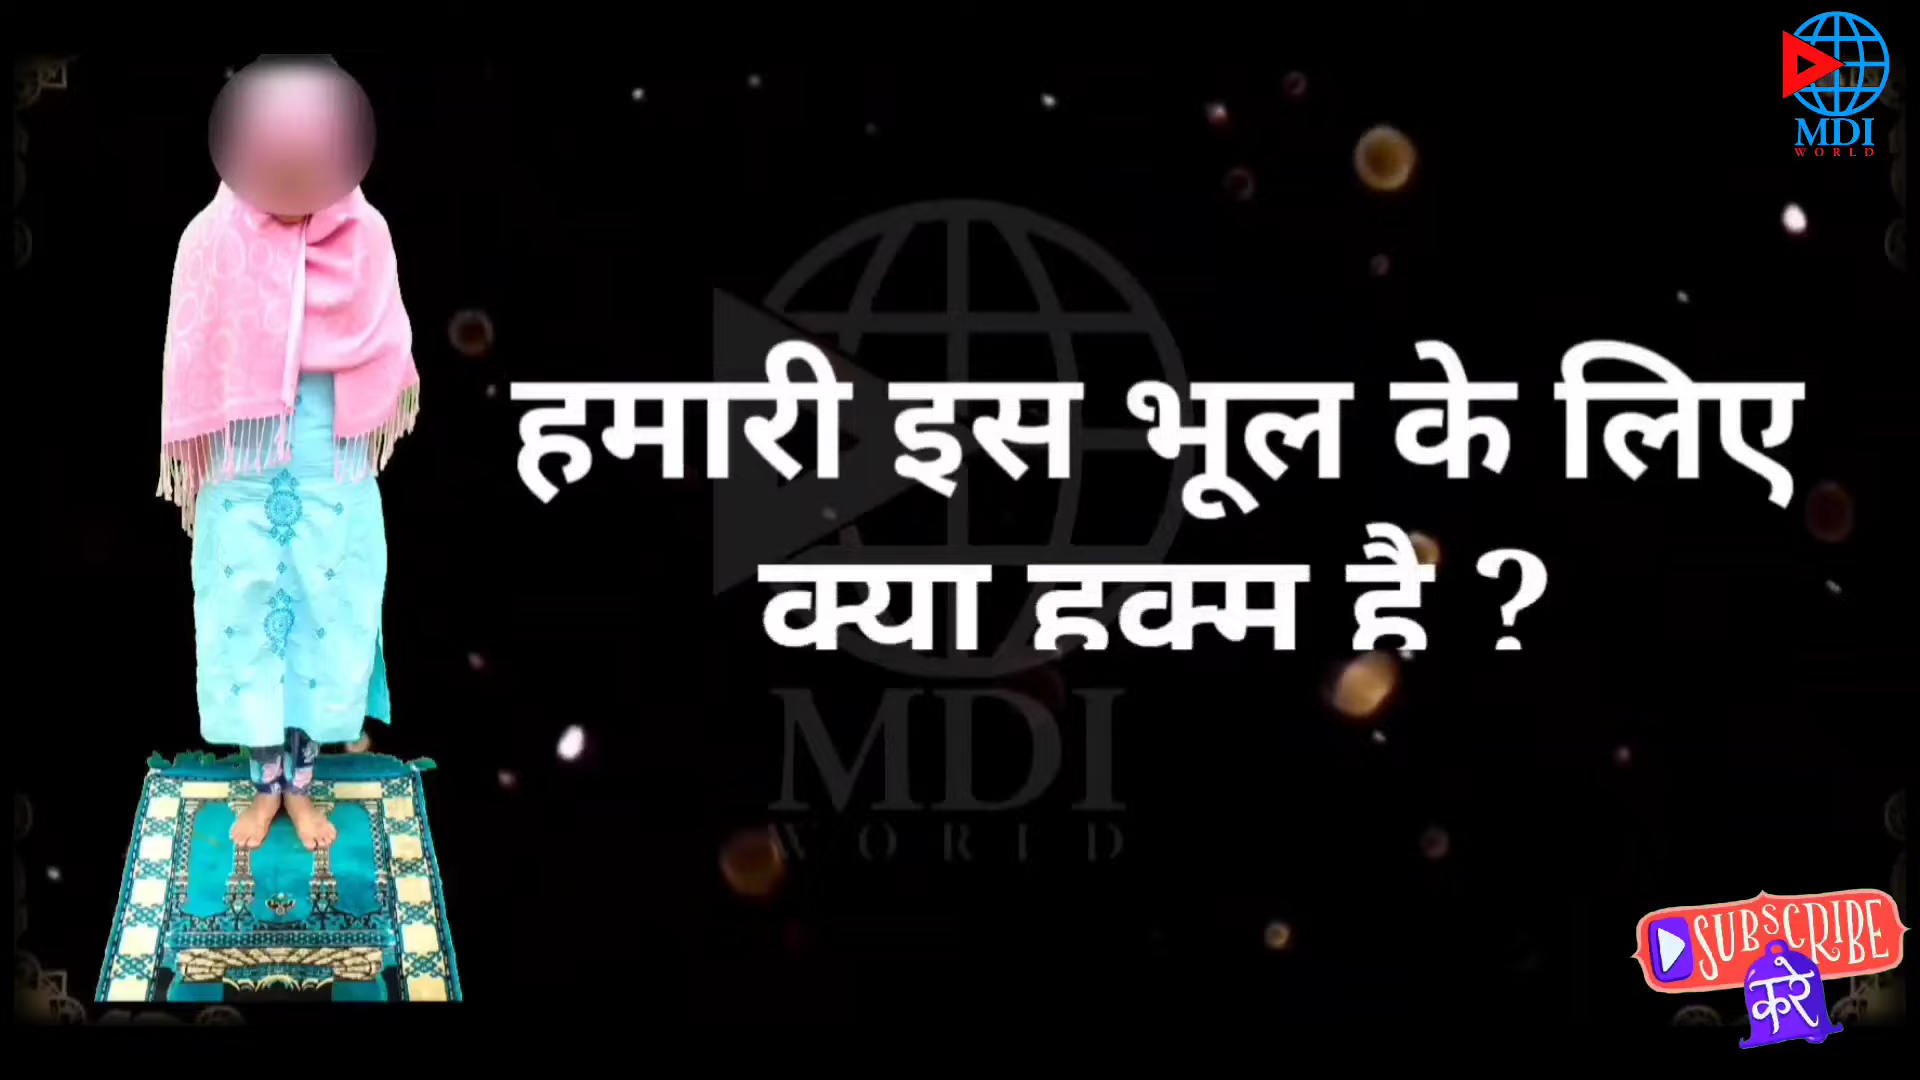 MDI
WORLD
हमारी इस भूल के लिए
क्या हुक्म है ?
MDI
WORLD
SUBSCRIBE
करे